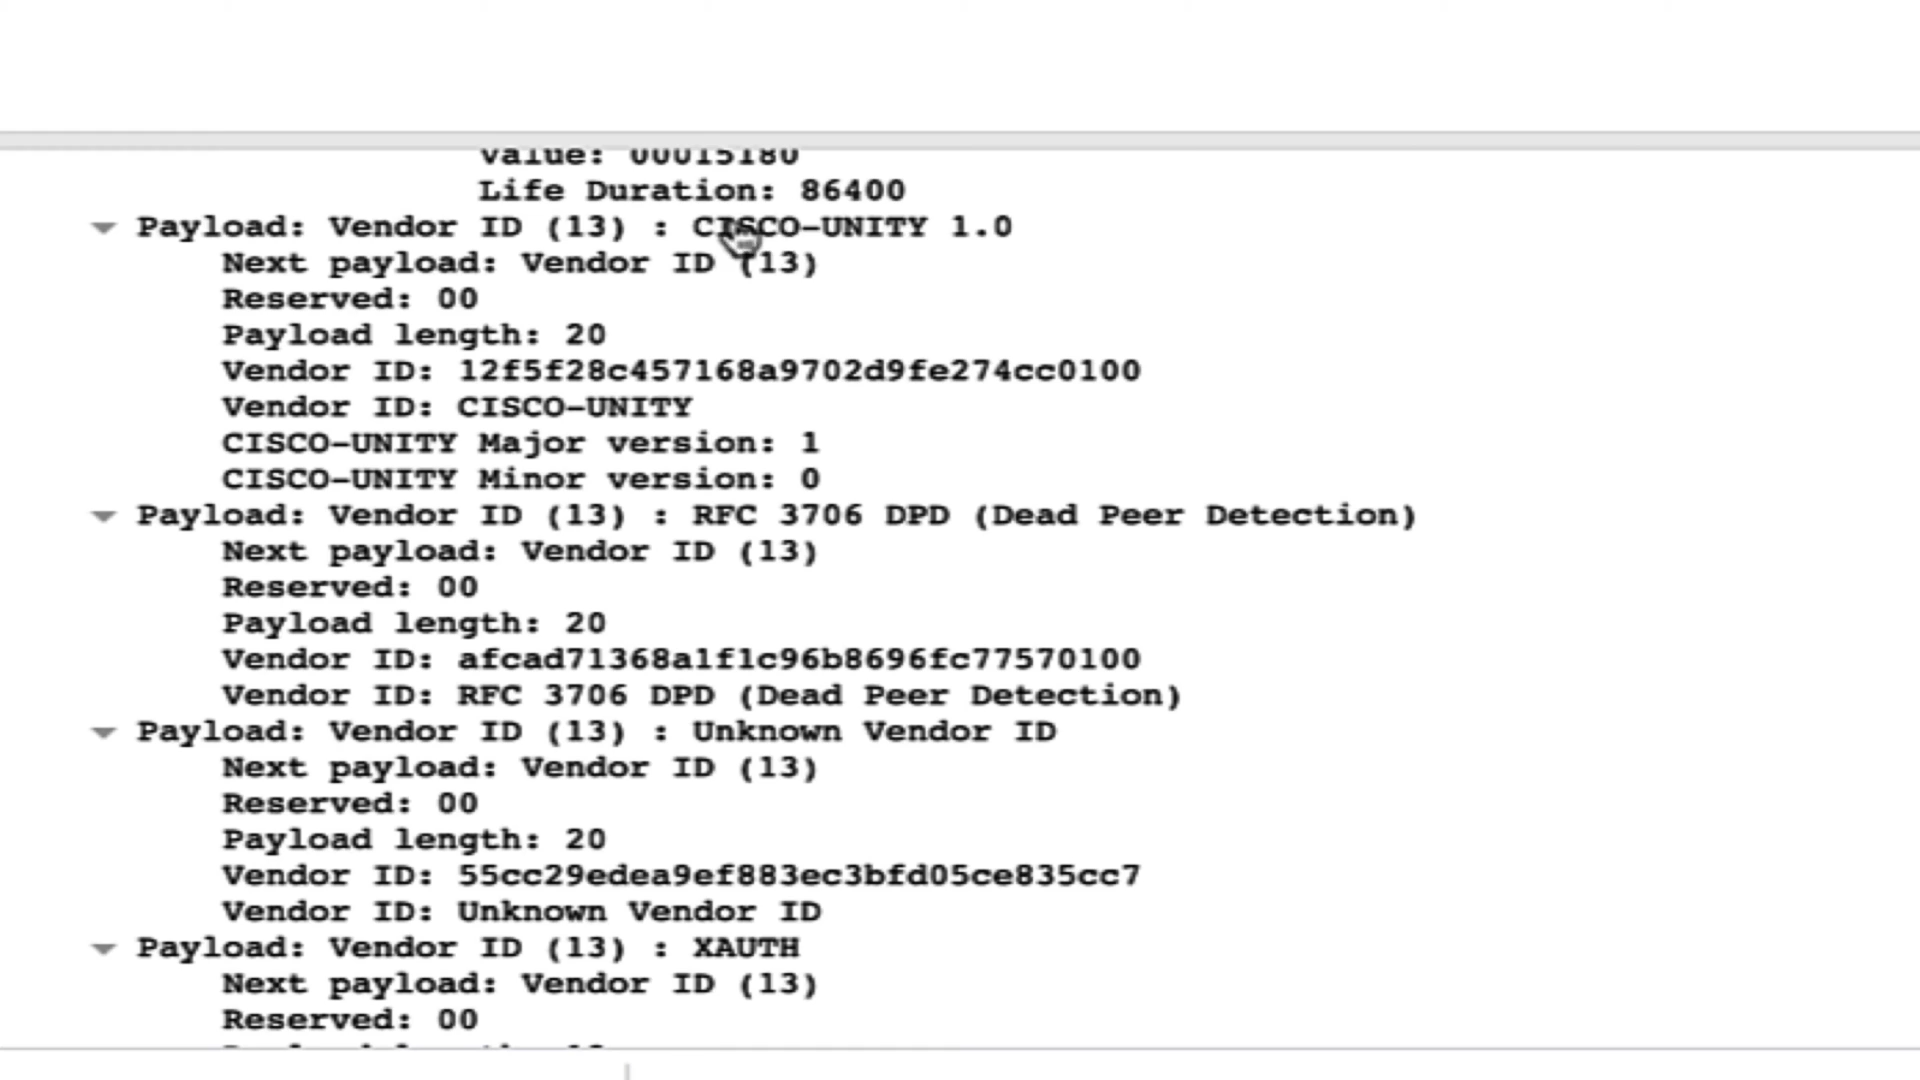 Value: 00015180
Life Duration: 86400
Payload: Vendor ID (13) : CISCO-UNITY 1.0
Next payload: Vendor ID (13)
Reserved: 00
Payload length: 20
Vendor ID: 12f5f28c457168a9702d9fe274cc0100
Vendor ID: CISCO-UNITY
CISCO-UNITY Major version: 1
CISCO-UNITY Minor version: 0
Payload: Vendor ID (13) : RFC 3706 DPD (Dead Peer Detection)
Next payload: Vendor ID (13)
Reserved: 00
Payload length: 20
Vendor ID: afcad71368a1f1c96b8696fc77570100
Vendor ID: RFC 3706 DPD (Dead Peer Detection)
Payload: Vendor ID (13) : Unknown Vendor ID
Next payload: Vendor ID (13)
Reserved: 00
Payload length: 20
Vendor ID: 55cc29edea9ef883ec3bfd05ce835cc7
Vendor ID: Unknown Vendor ID
Payload: Vendor ID (13) : XAUTH
Next payload: Vendor ID (13)
Reserved: 00